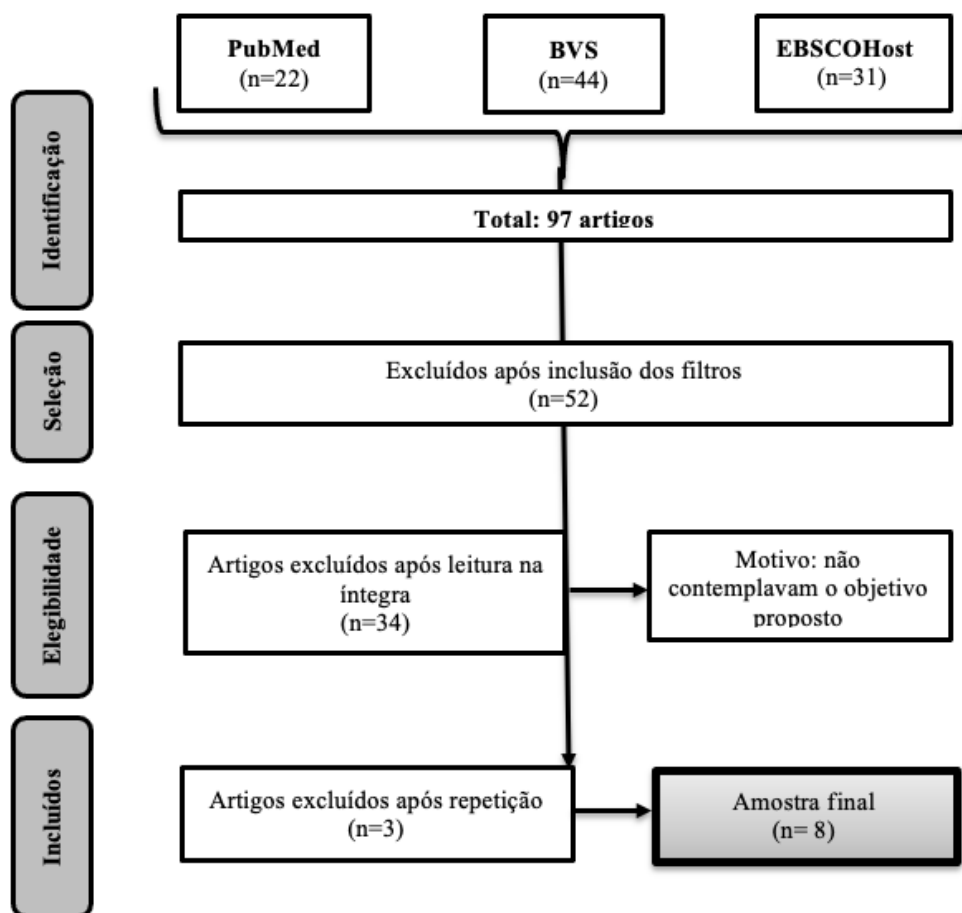 PubMed
(n=22)
BVS
(n=44)
EBSCOHost
(n=31)
Identificação
Total: 97 artigos
Seleção
Excluídos após inclusão dos filtros
(n=52)
Elegibilidade
Artigos excluídos após leitura na
íntegra
(n=34)
Motivo: não
contemplavam o objetivo
proposto
Incluídos
Artigos excluídos após repetição
(n=3)
Amostra final
(n= 8)